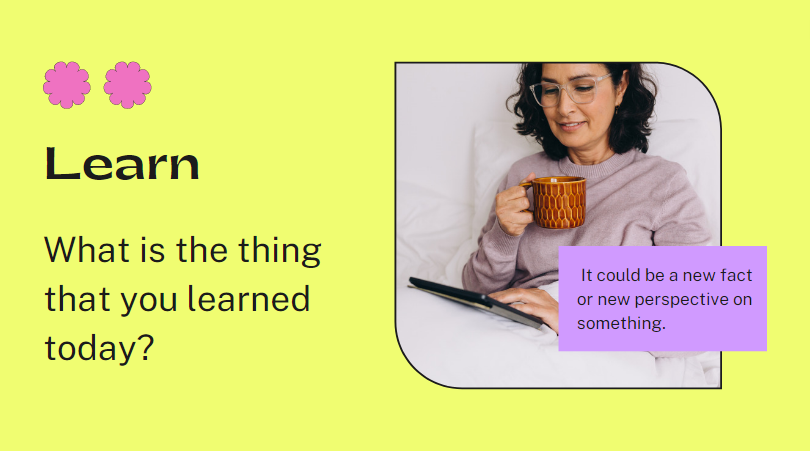 Learn
What is the thing
that you learned
today?
It could be a new fact
or new perspective on
something.